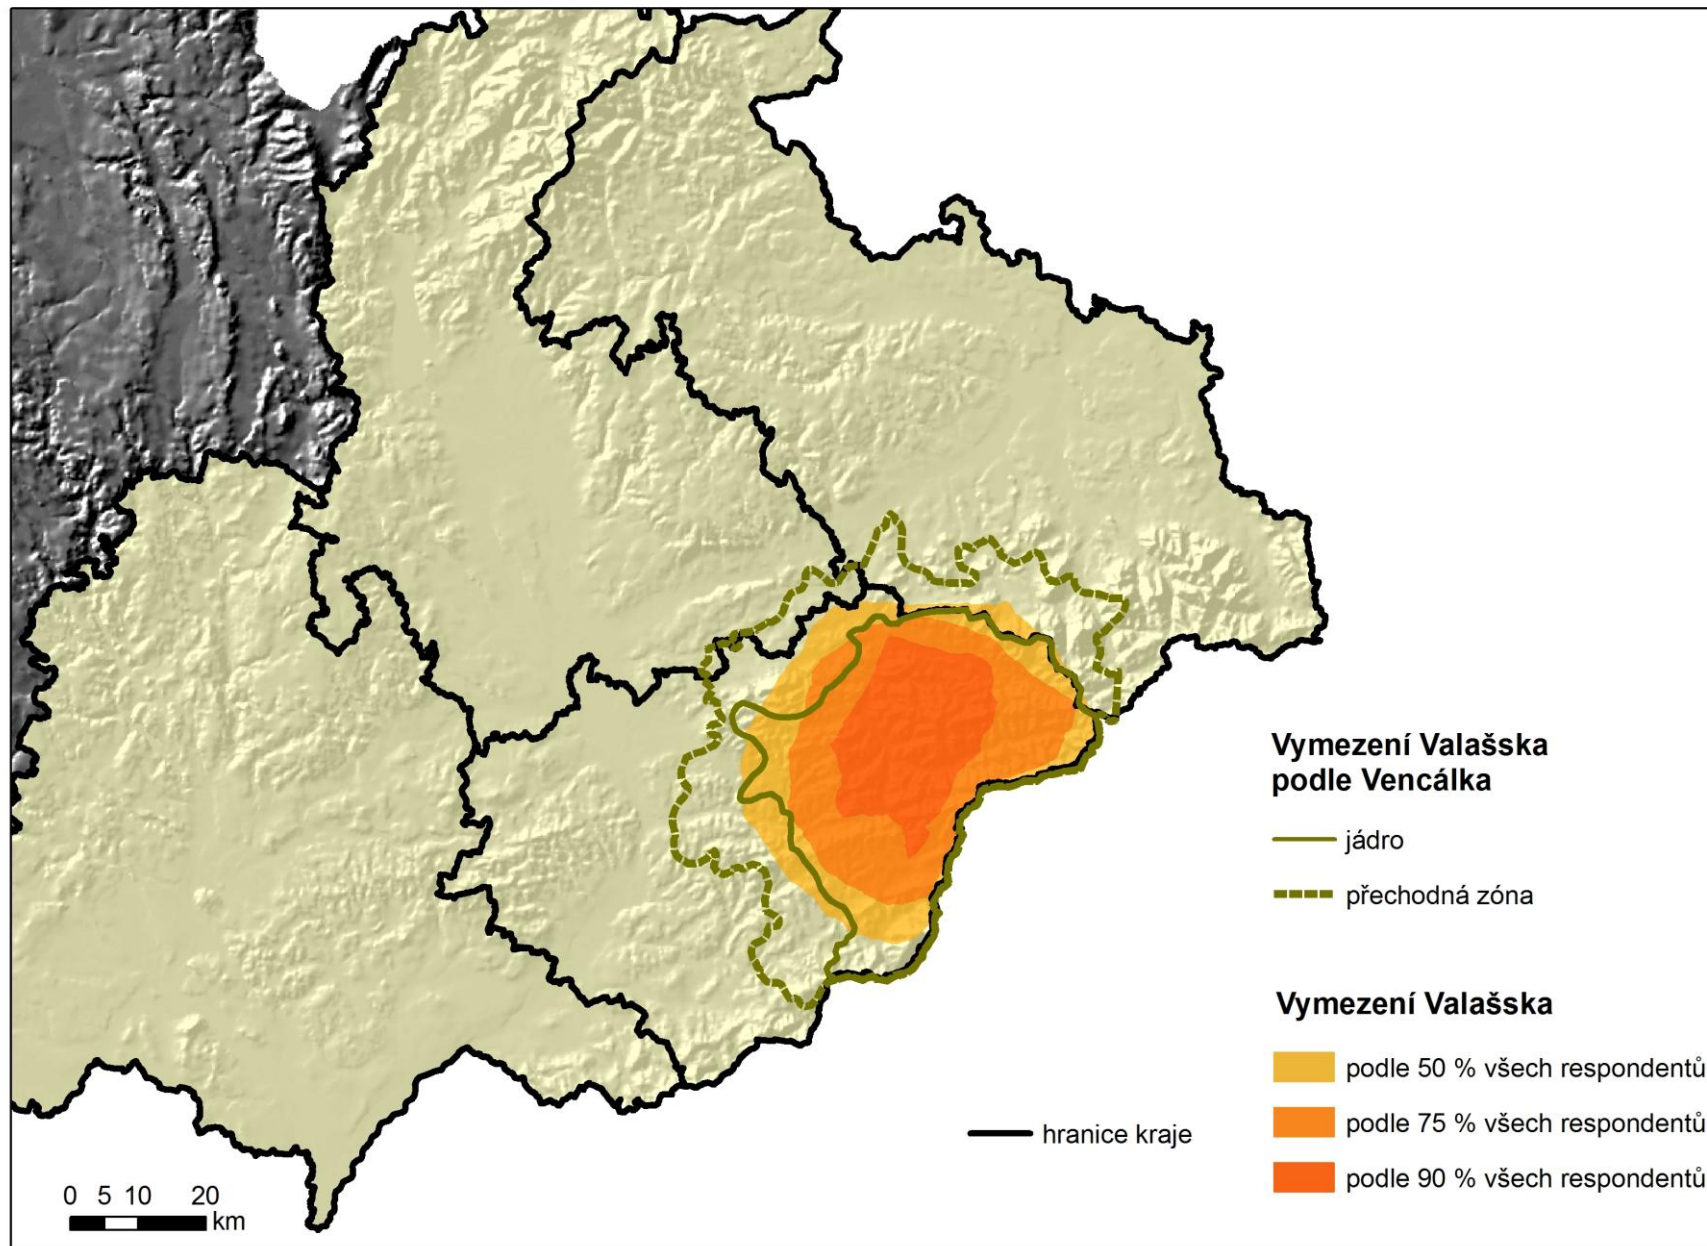 Vymezení Valašska
podle Vencálka
jádro
přechodná zóna
Vymezení Valašska
podle 50 % všech respondentů
podle 75 % všech respondentů
podle 90 % všech respondentů
hranice kraje
0 5 10 20
km